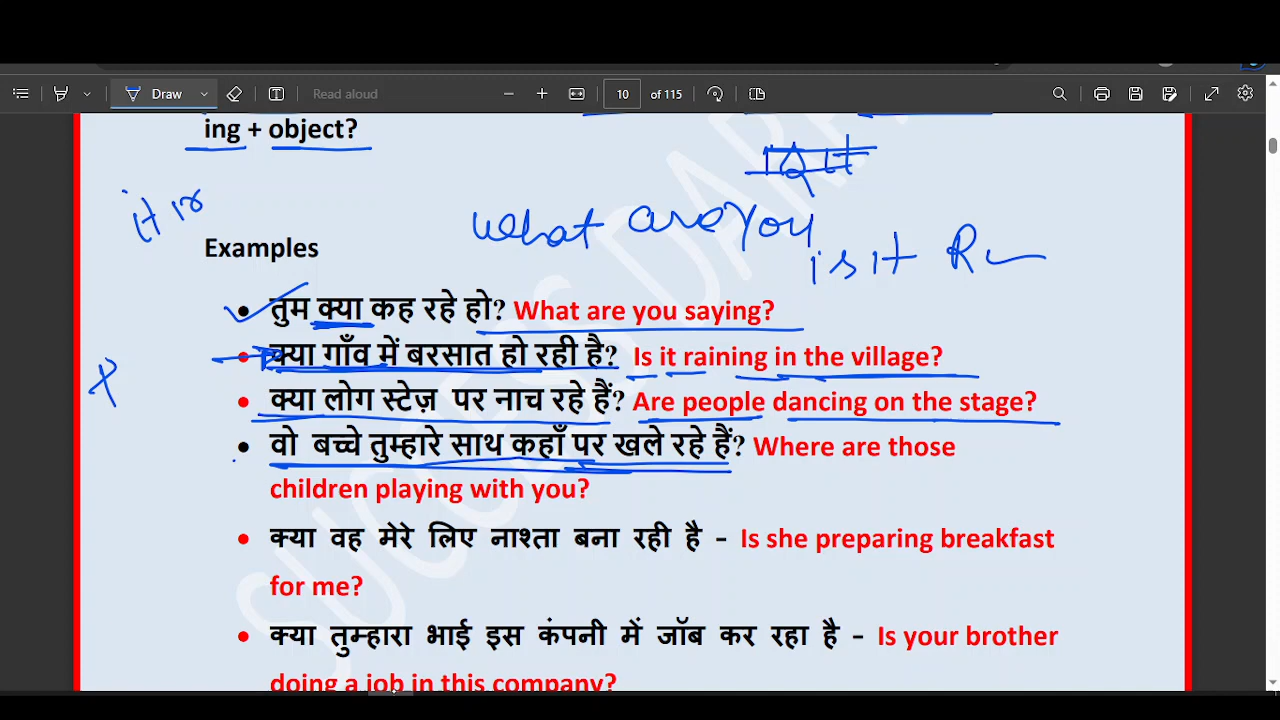 Draw
Read aloud
10 of 115
ing + object?
it is
What are you
is it R
Examples
• तुम क्या कह रहे हो? What are you saying?
• क्या गाँव में बरसात हो रही है? Is it raining in the village?
• क्या लोग स्टेज़ पर नाच रहे हैं? Are people dancing on the stage?
• वो बच्चे तुम्हारे साथ कहाँ पर खले रहे हैं? Where are those
children playing with you?
• क्या वह मेरे लिए नाश्ता बना रही है – Is she preparing breakfast
for me?
• क्या तुम्हारा भाई इस कंपनी में जॉब कर रहा है – Is your brother
doing a job in this company?